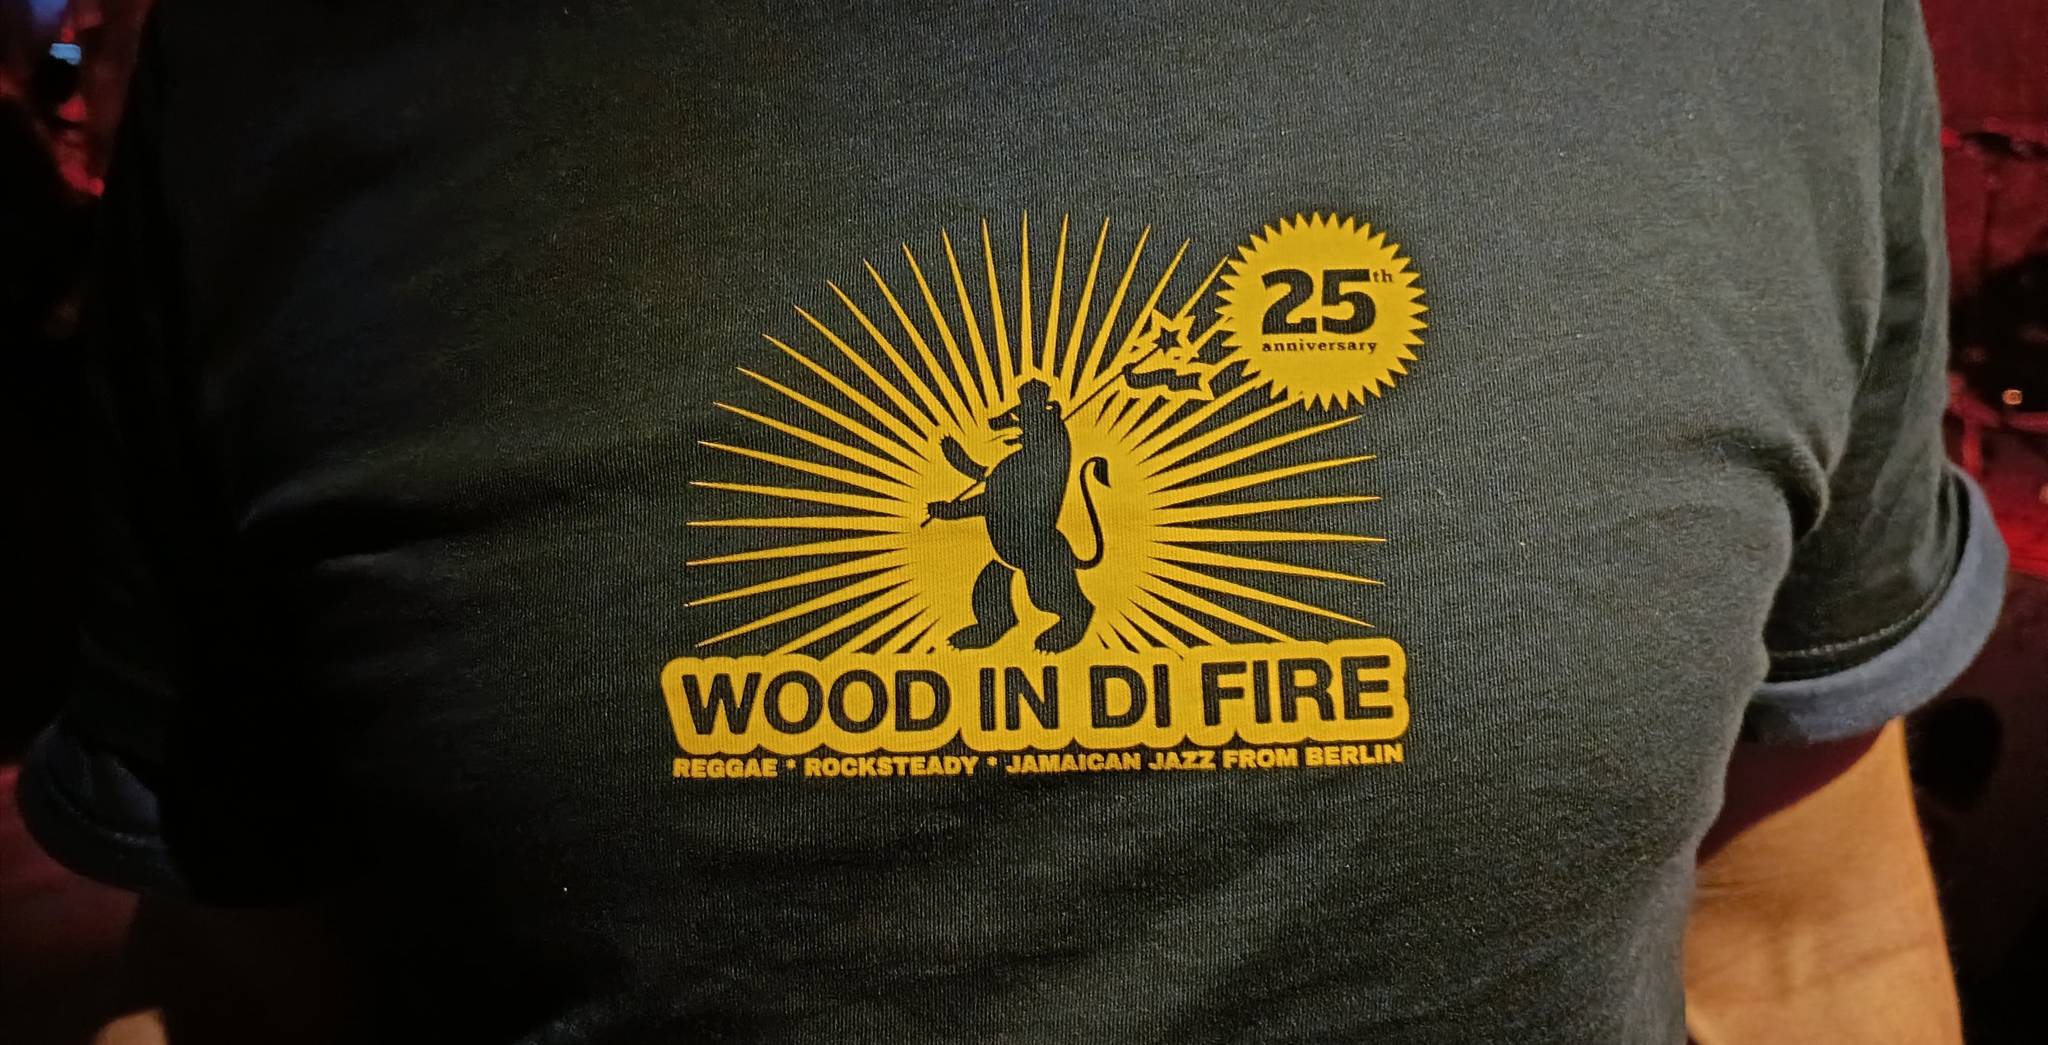 25th
anniversary
WOOD IN DI FIRE
REGGAE * ROCKSTEADY * JAMAICAN JAZZ FROM BERLIN